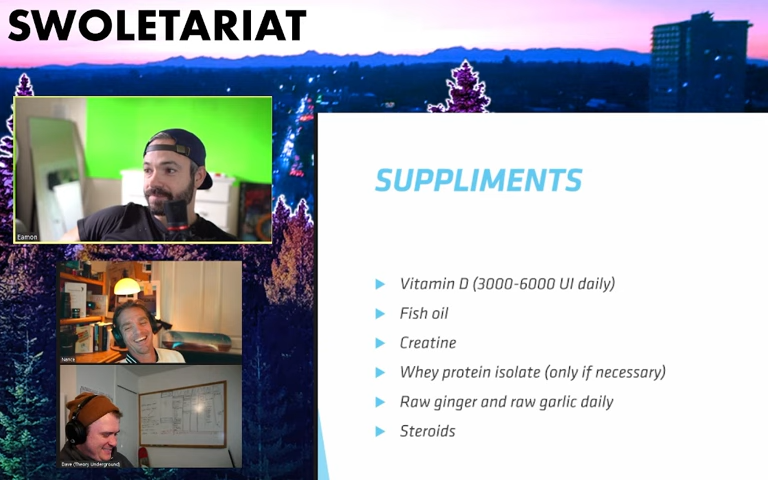 SWOLETARIAT
Eamon
Nance
Dave (Theory Underground)
SUPPLIMENTS
Vitamin D (3000-6000 UI daily)
Fish oil
Creatine
Whey protein isolate (only if necessary)
Raw ginger and raw garlic daily
Steroids